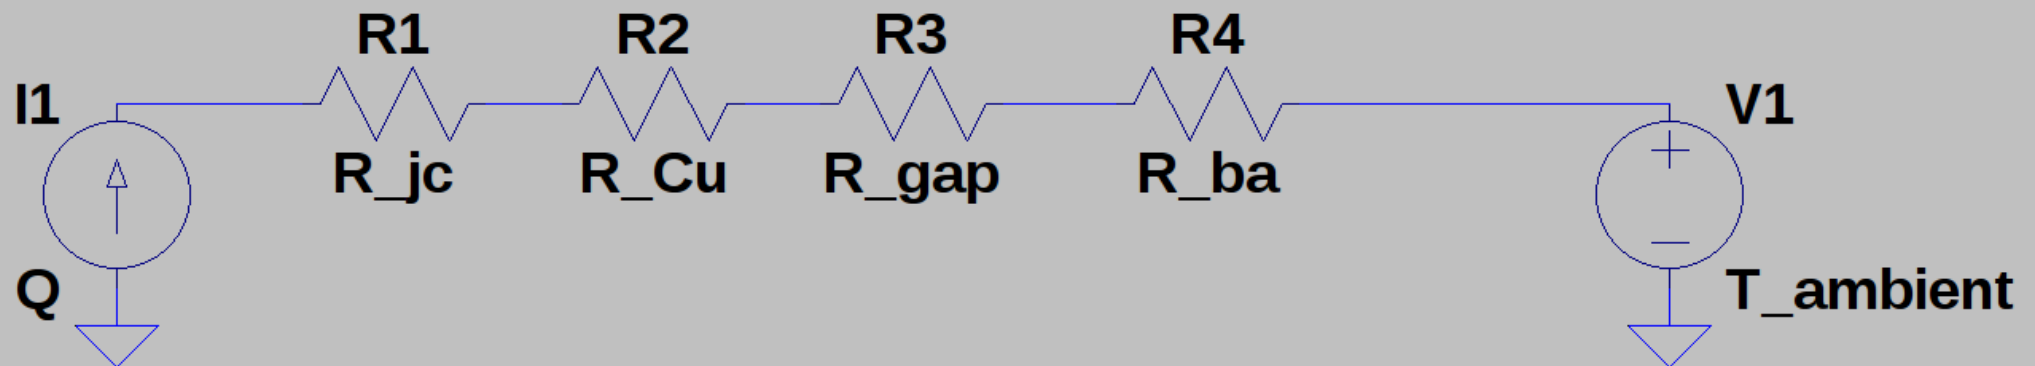 R1 R2 R3 R4
I1 V1
R_jc R_Cu R_gap R_ba
Q T_ambient